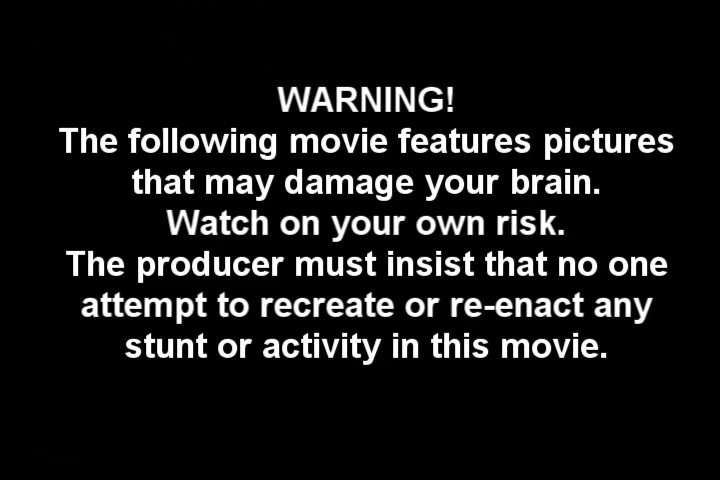 WARNING!
The following movie features pictures
that may damage your brain.
Watch on your own risk.
The producer must insist that no one
attempt to recreate or re-enact any
stunt or activity in this movie.